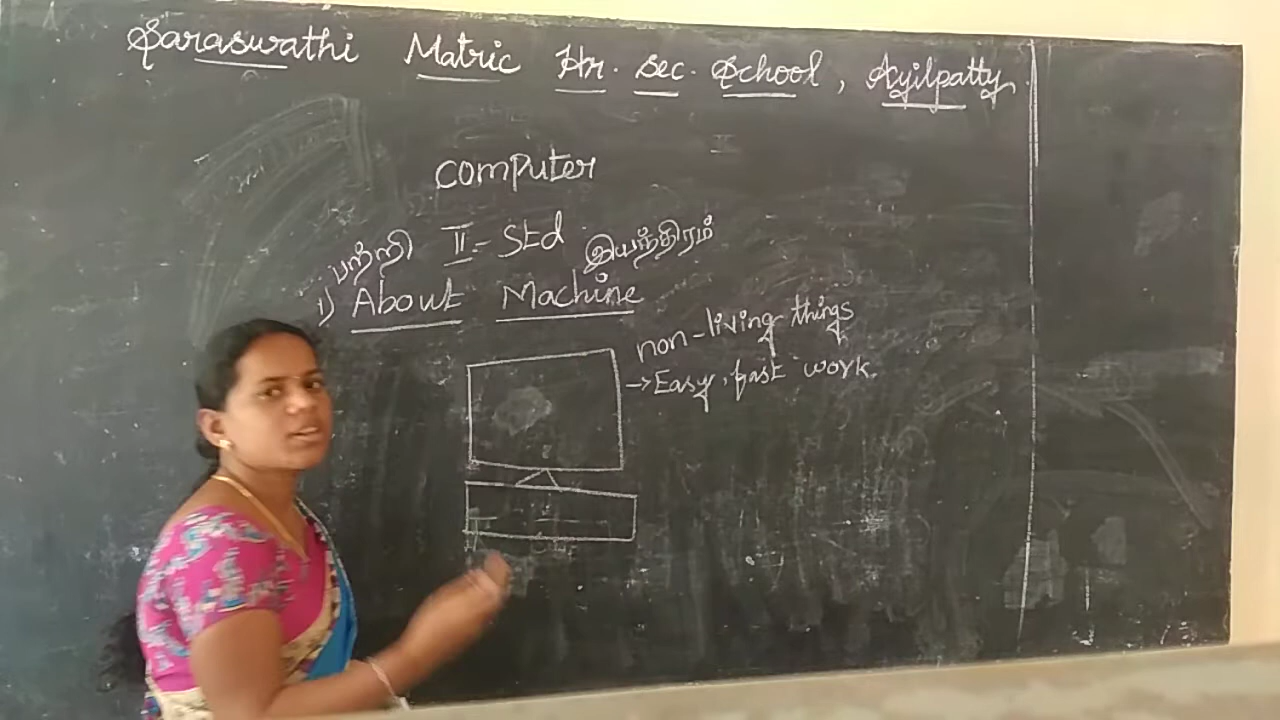 Saraswathi Matric Hr. Sec. School, Ayilpatty.
computer
II - Std
பற்றி இயந்திரம்
1) About Machine
non-living things
→ Easy, fast work.